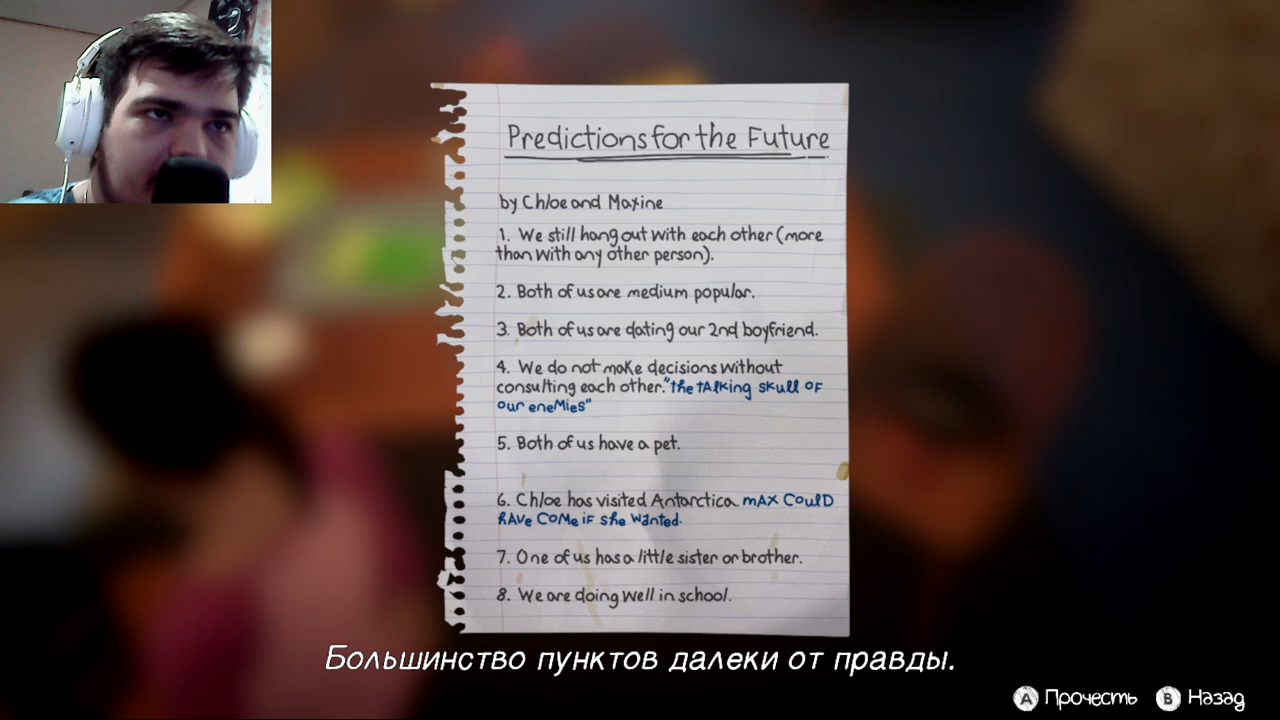 Predictions for the Future
by Chloe and Maxine
1. We still hang out with each other (more
than with any other person).
2. Both of us are medium popular.
3. Both of us are dating our 2nd boyfriend.
4. We do not make decisions without
consulting each other. "the tAlking skull oF
our eneMies"
5. Both of us have a pet.
6. Chloe has visited Antarctica. mAX CoulD
hAve CoMe iF she wanted.
7. One of us has a little sister or brother.
8. We are doing well in school.
Большинство пунктов далеки от правды.
A Прочесть B Назад